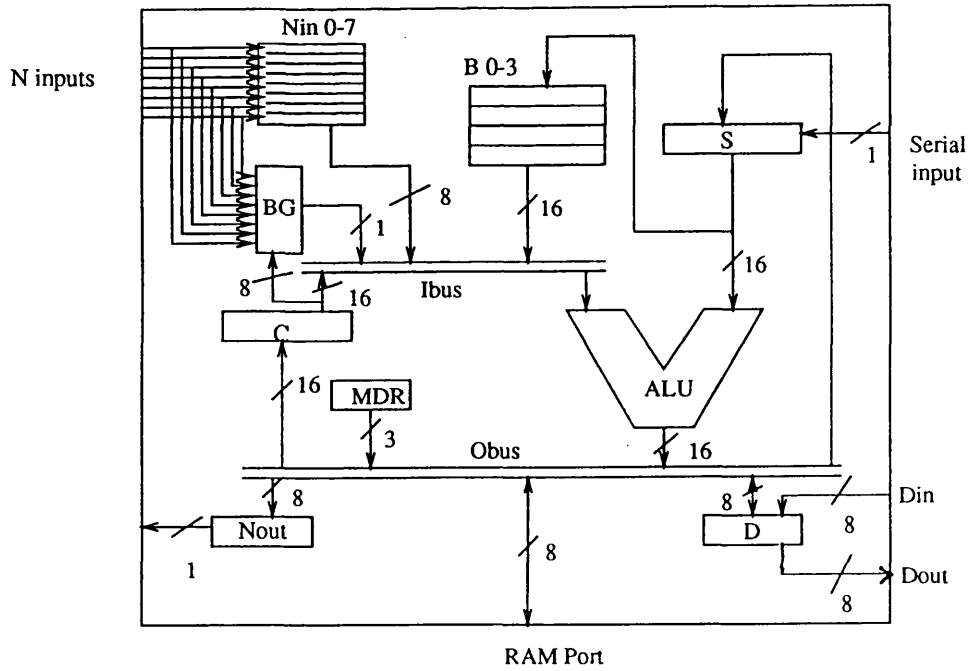 Nin 0-7
N inputs
B 0-3
S
1
Serial
input
BG
1
8
16
16
8
16
Ibus
C
16
MDR
3
ALU
16
Obus
8
8
Din
8
Nout
D
1
8
8
Dout
RAM Port